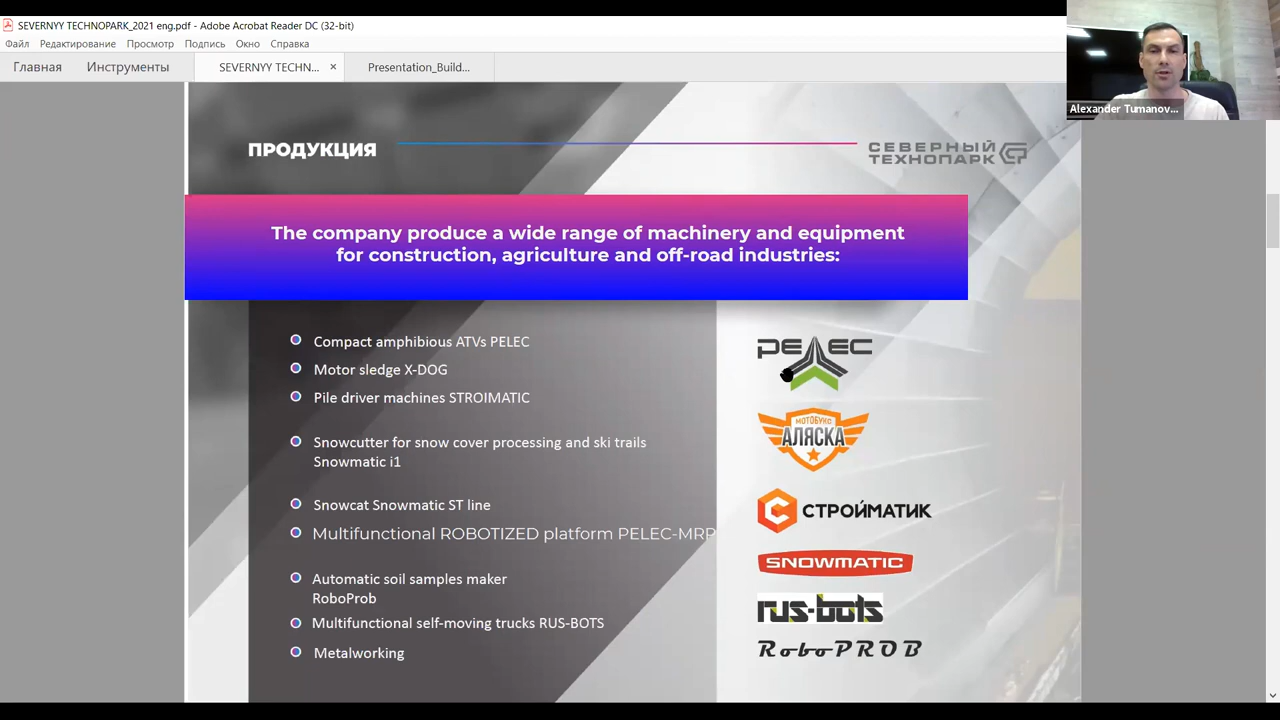 SEVERNYY TECHNOPARK_2021 eng.pdf - Adobe Acrobat Reader DC (32-bit)
Файл Редактирование Просмотр Подпись Окно Справка
Главная Инструменты SEVERNYY TECHN... × Presentation_Build...
Alexander Tumanov...
ПРОДУКЦИЯ
СЕВЕРНЫЙ
ТЕХНОПАРК
The company produce a wide range of machinery and equipment
for construction, agriculture and off-road industries:
Compact amphibious ATVs PELEC
Motor sledge X-DOG
Pile driver machines STROIMATIC
Snowcutter for snow cover processing and ski trails
Snowmatic i1
Snowcat Snowmatic ST line
Multifunctional ROBOTIZED platform PELEC-MRP
Automatic soil samples maker
RoboProb
Multifunctional self-moving trucks RUS-BOTS
Metalworking
РЕЛЕС
МОТОБУКС
АЛЯСКА
СТРОЙМАТИК
SNOWMATIC
rus-bots
RoboPROB